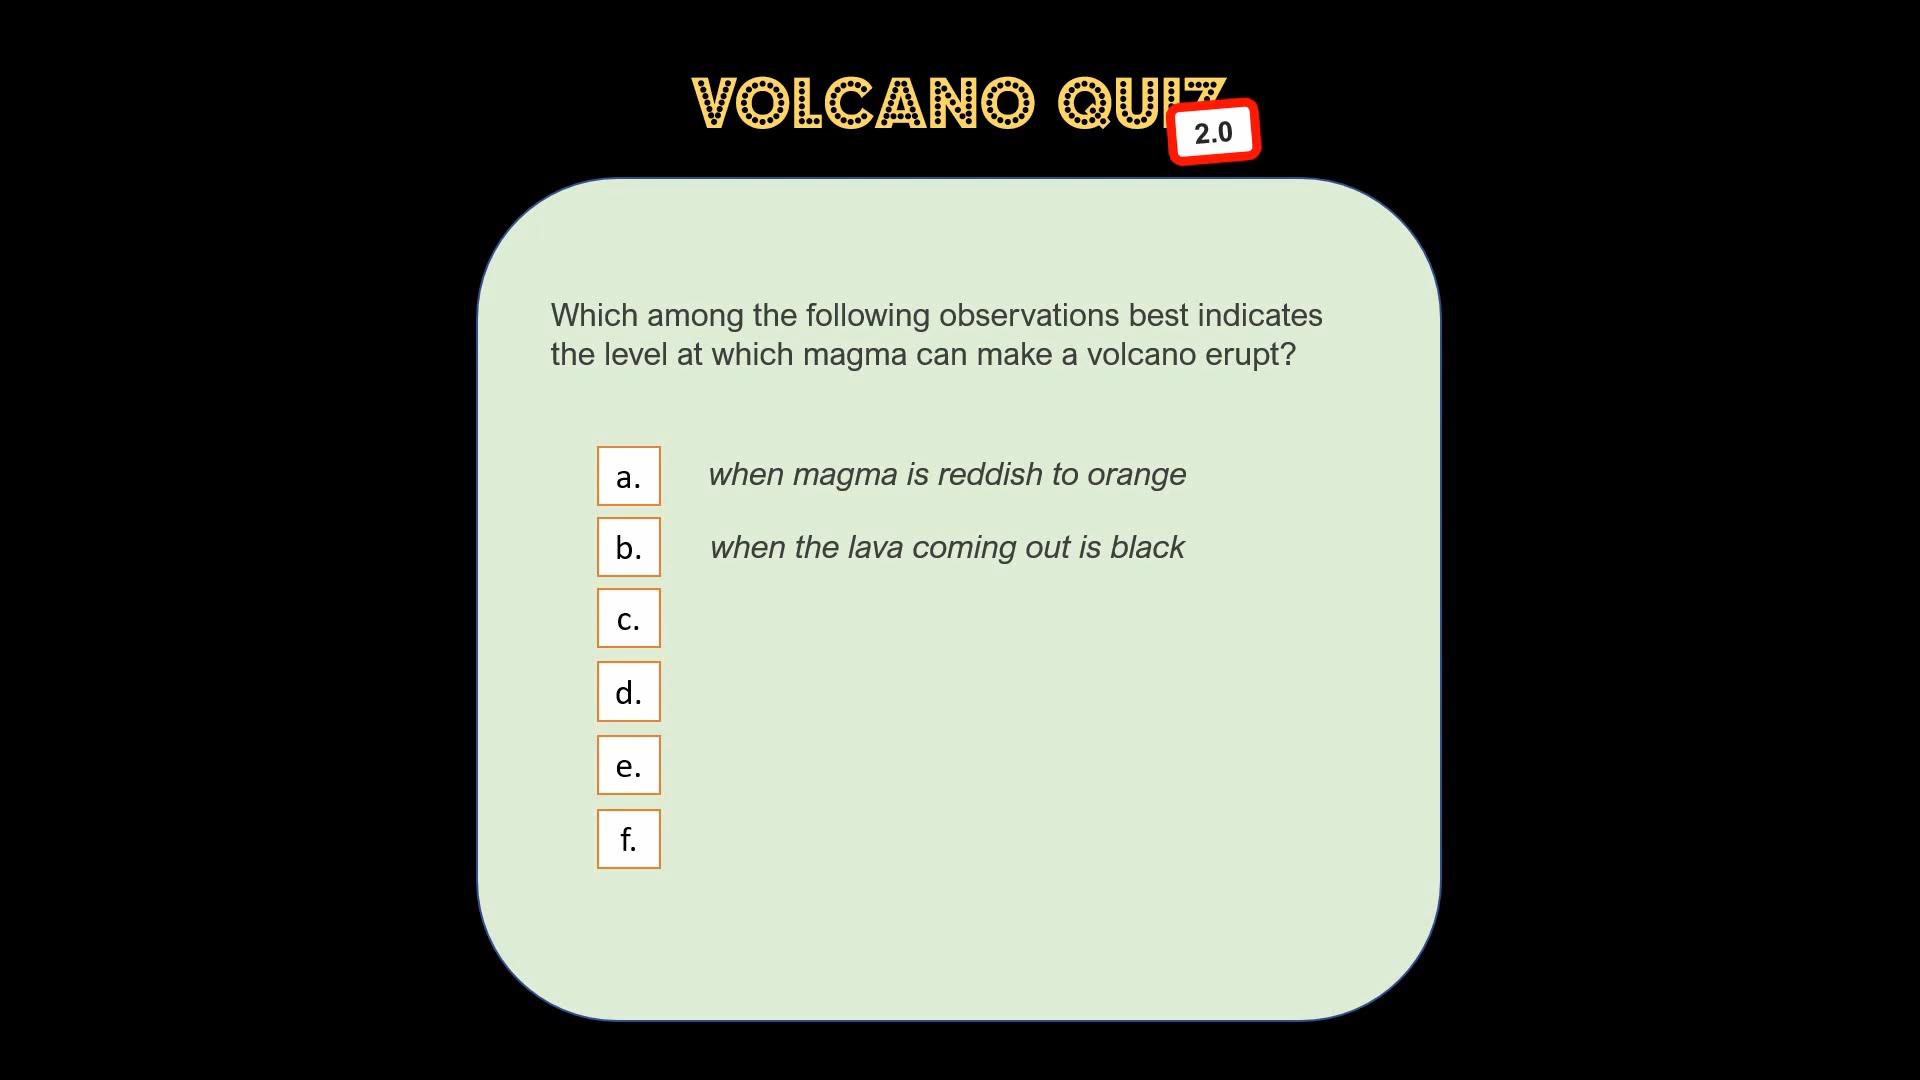 VOLCANO QUIZ
2.0
Which among the following observations best indicates
the level at which magma can make a volcano erupt?
a. when magma is reddish to orange
b. when the lava coming out is black
c.
d.
e.
f.